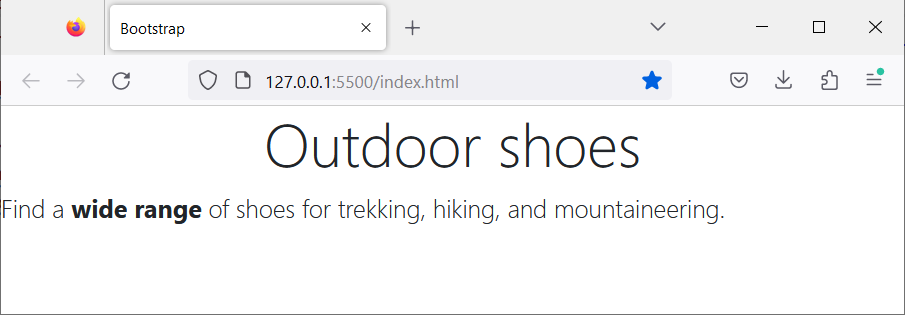 Bootstrap
127.0.0.1:5500/index.html
Outdoor shoes
Find a wide range of shoes for trekking, hiking, and mountaineering.